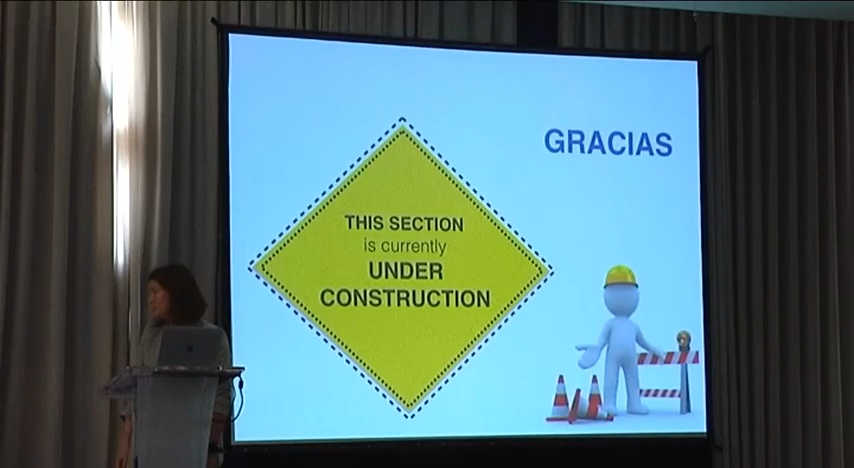 GRACIAS
THIS SECTION
is currently
UNDER
CONSTRUCTION